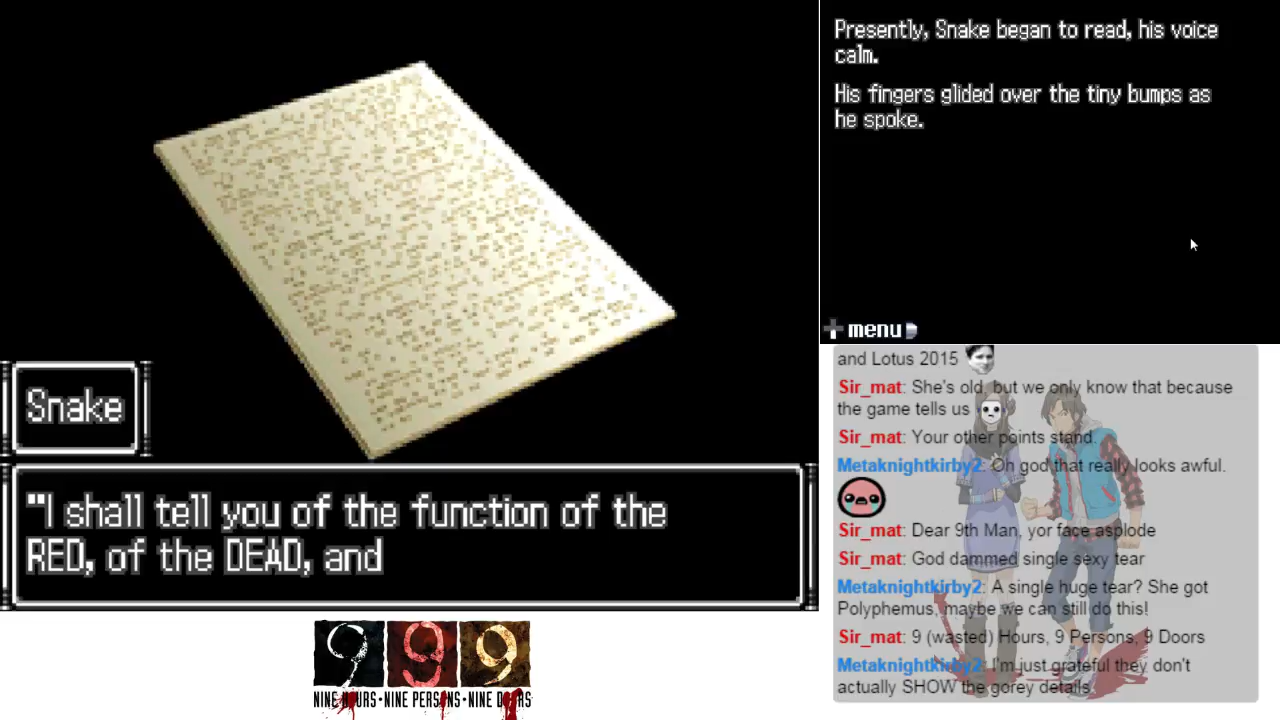 Presently, Snake began to read, his voice
calm.
His fingers glided over the tiny bumps as
he spoke.
menu
Snake
"I shall tell you of the function of the
RED, of the DEAD, and
and Lotus 2015
Sir_mat: She's old, but we only know that because
the game tells us
Sir_mat: Your other points stand.
Metaknightkirby2: Oh god that really looks awful.
Sir_mat: Dear 9th Man, yor face asplode
Sir_mat: God dammed single sexy tear
Metaknightkirby2: A single huge tear? She got
Polyphemus, maybe we can still do this!
Sir_mat: 9 (wasted) Hours, 9 Persons, 9 Doors
Metaknightkirby2: I'm just grateful they don't
actually SHOW the gorey details.
999
NINE HOURS • NINE PERSONS • NINE DOORS